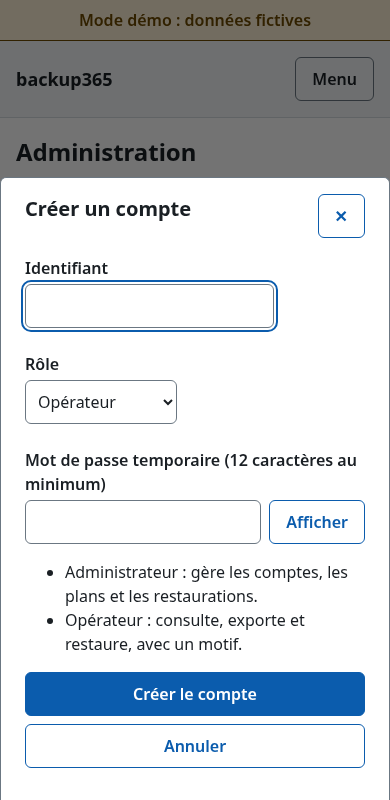 Mode démo : données fictives
backup365
Menu
Administration
Créer un compte
×
Identifiant
Rôle
Opérateur
Mot de passe temporaire (12 caractères au
minimum)
Afficher
• Administrateur : gère les comptes, les
plans et les restaurations.
• Opérateur : consulte, exporte et
restaure, avec un motif.
Créer le compte
Annuler